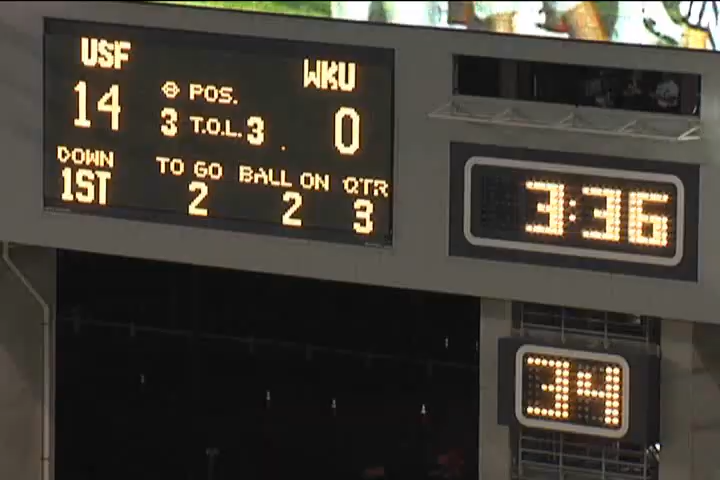 USF WKU
14 POS. 0
3 T.O.L. 3
DOWN TO GO BALL ON QTR
1ST 2 2 3
3:36
34